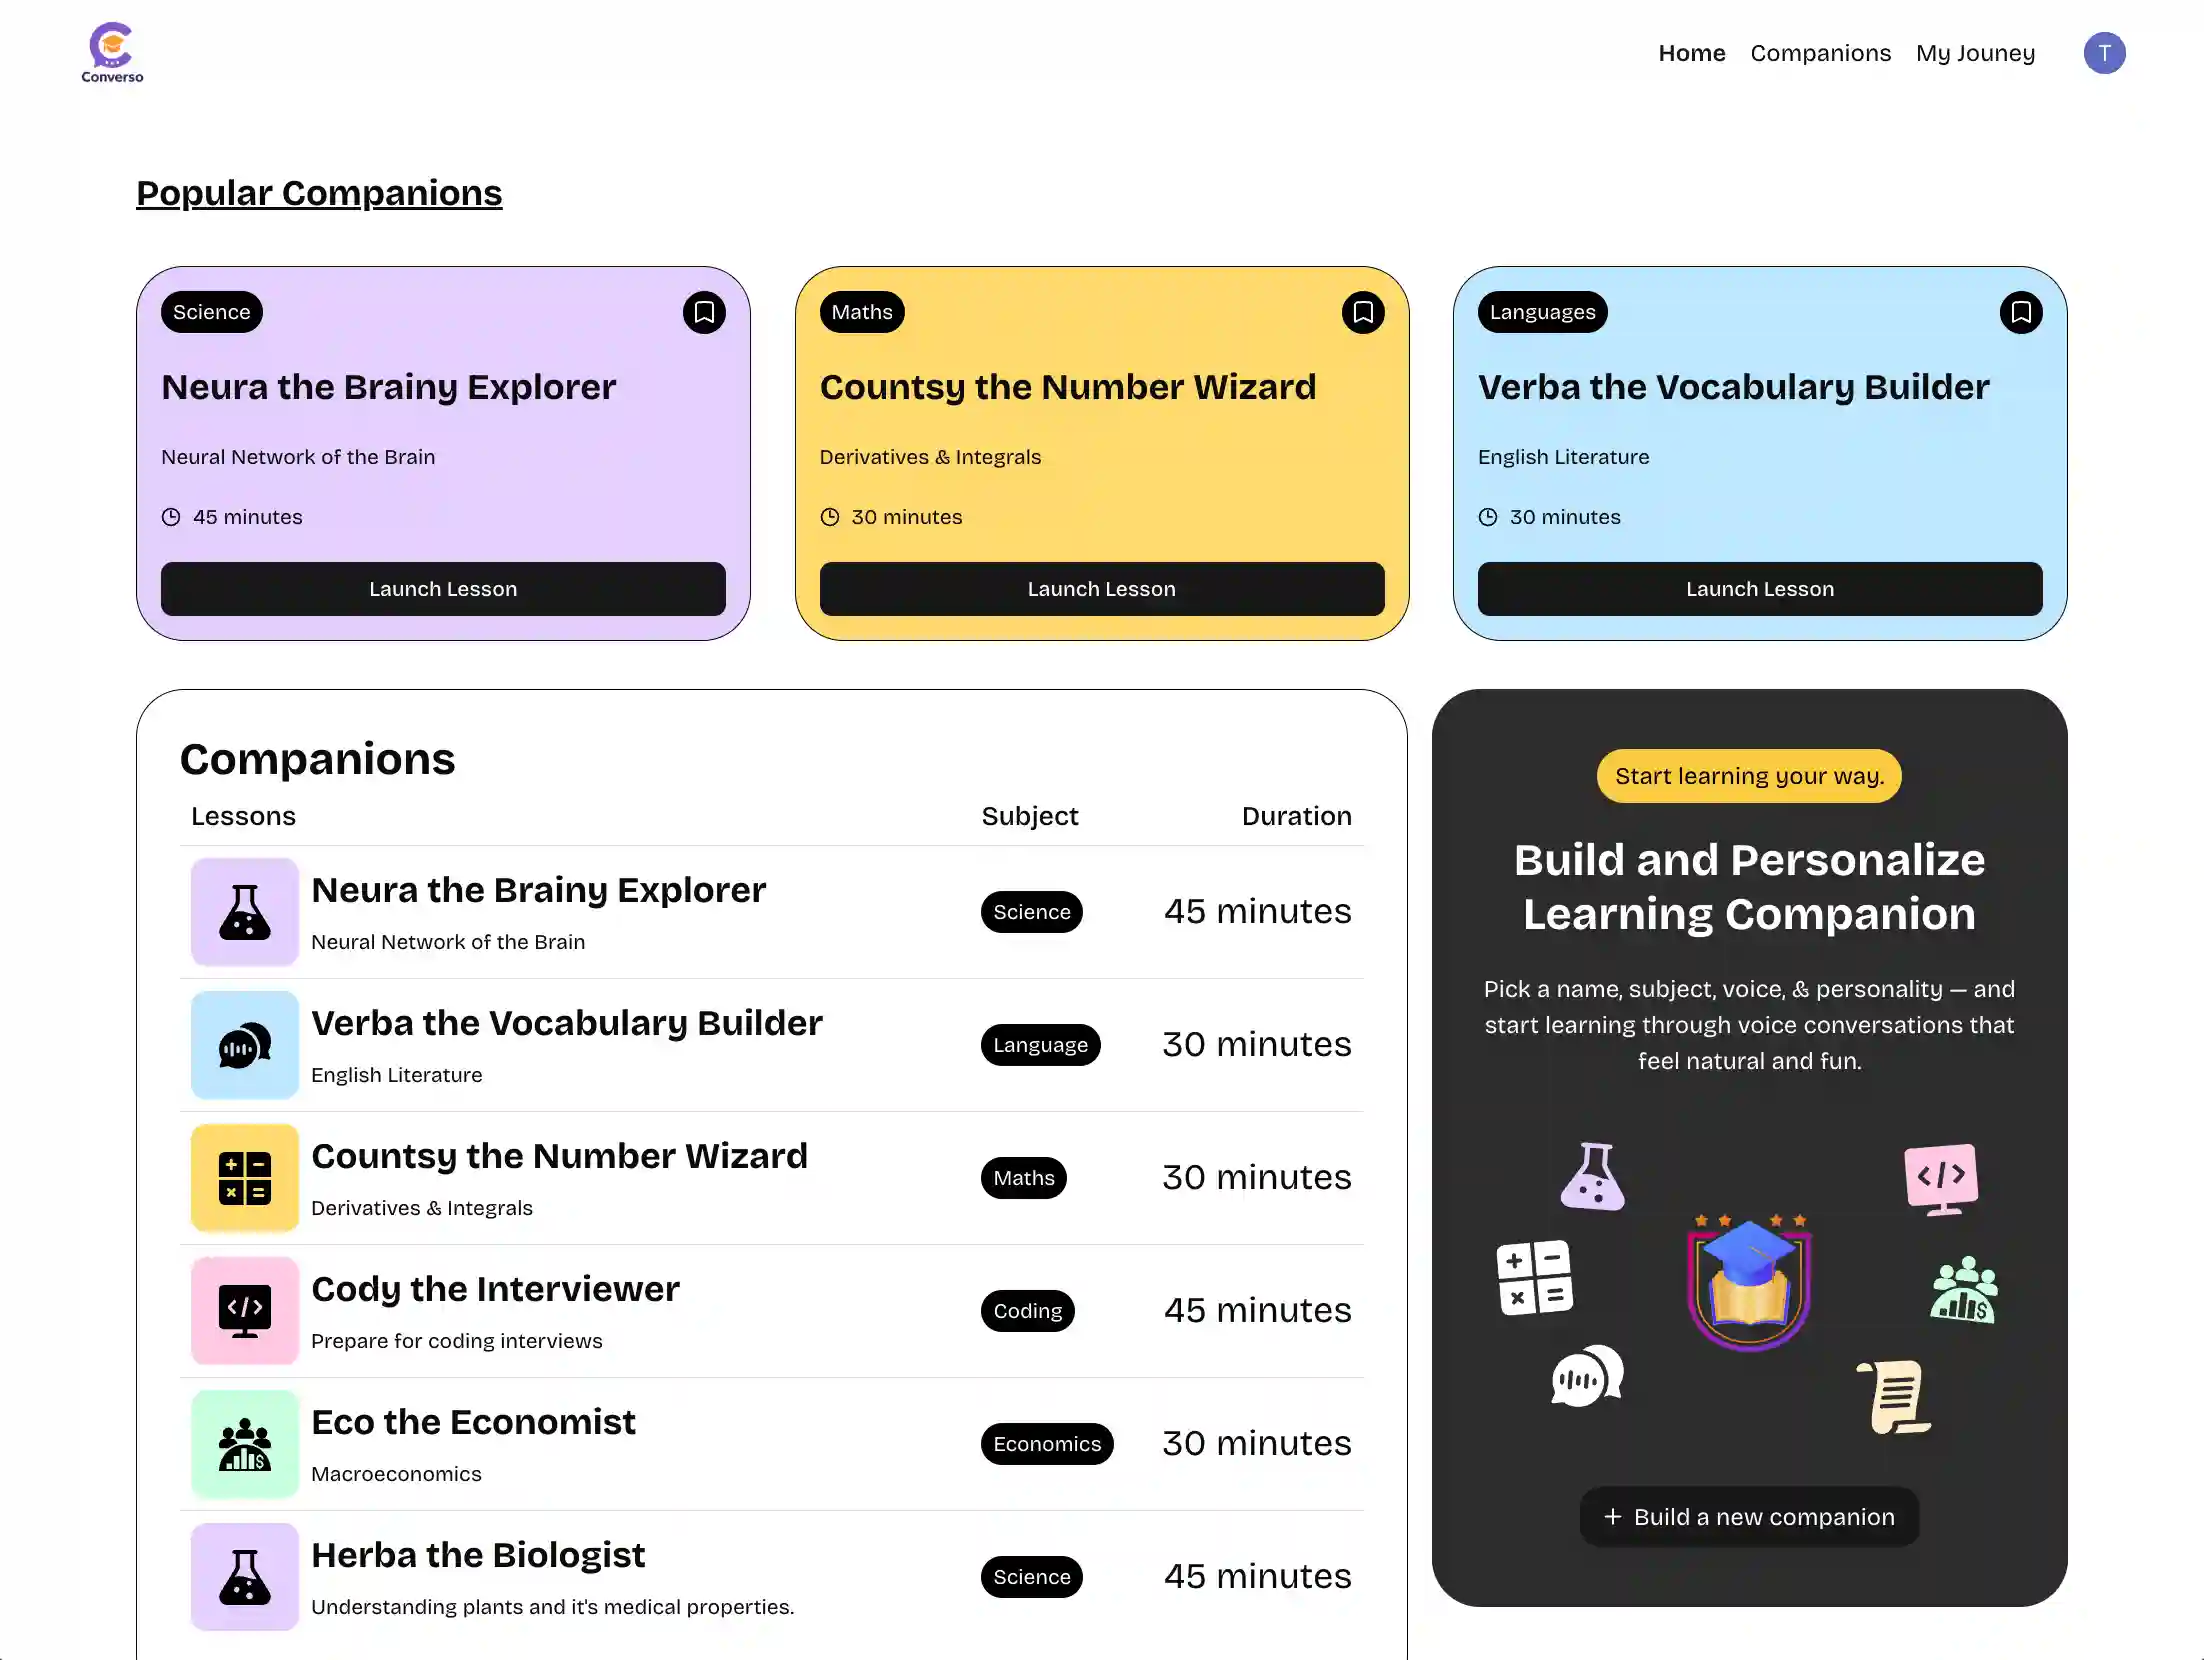 Converso
Home Companions My Jouney T
Popular Companions
Science
Neura the Brainy Explorer
Neural Network of the Brain
45 minutes
Launch Lesson
Maths
Countsy the Number Wizard
Derivatives & Integrals
30 minutes
Launch Lesson
Languages
Verba the Vocabulary Builder
English Literature
30 minutes
Launch Lesson
Companions
Lessons Subject Duration
Neura the Brainy Explorer
Neural Network of the Brain
Science
45 minutes
Verba the Vocabulary Builder
English Literature
Language
30 minutes
Countsy the Number Wizard
Derivatives & Integrals
Maths
30 minutes
Cody the Interviewer
Prepare for coding interviews
Coding
45 minutes
Eco the Economist
Macroeconomics
Economics
30 minutes
Herba the Biologist
Understanding plants and it's medical properties.
Science
45 minutes
Start learning your way.
Build and Personalize
Learning Companion
Pick a name, subject, voice, & personality — and
start learning through voice conversations that
feel natural and fun.
+ Build a new companion